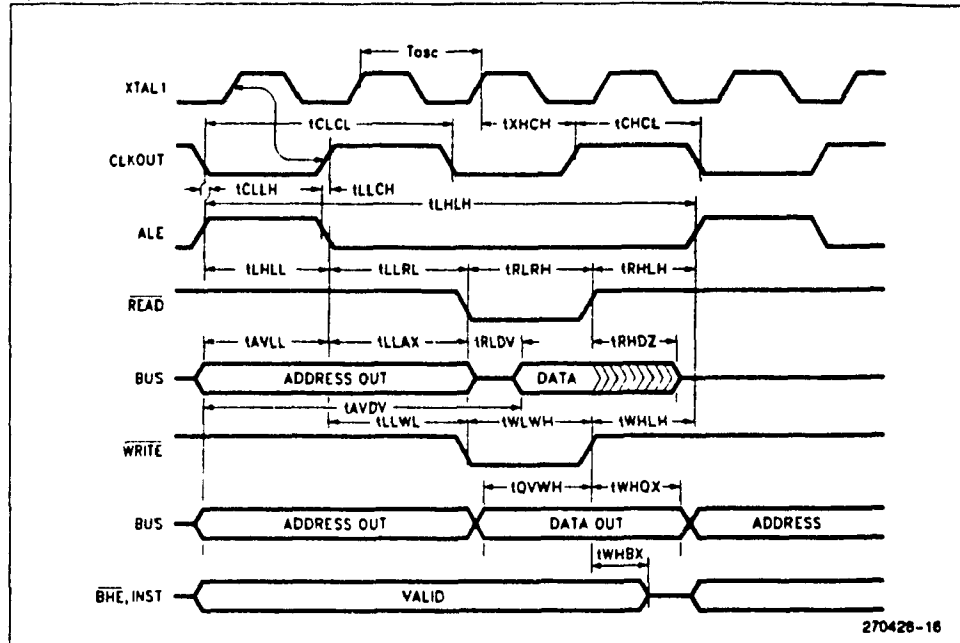 Tosc
XTAL1
tCLCL
tXHCH
tCHCL
CLKOUT
tCLLH
tLLCH
tLHLH
ALE
tLHLL
tLLRL
tRLRH
tRHLH
READ
tAVLL
tLLAX
tRLDV
tRHDZ
BUS
ADDRESS OUT
DATA
tAVDV
tLLWL
tWLWH
tWHLH
WRITE
tQVWH
tWHQX
BUS
ADDRESS OUT
DATA OUT
ADDRESS
tWHBX
BHE, INST
VALID
270428-16